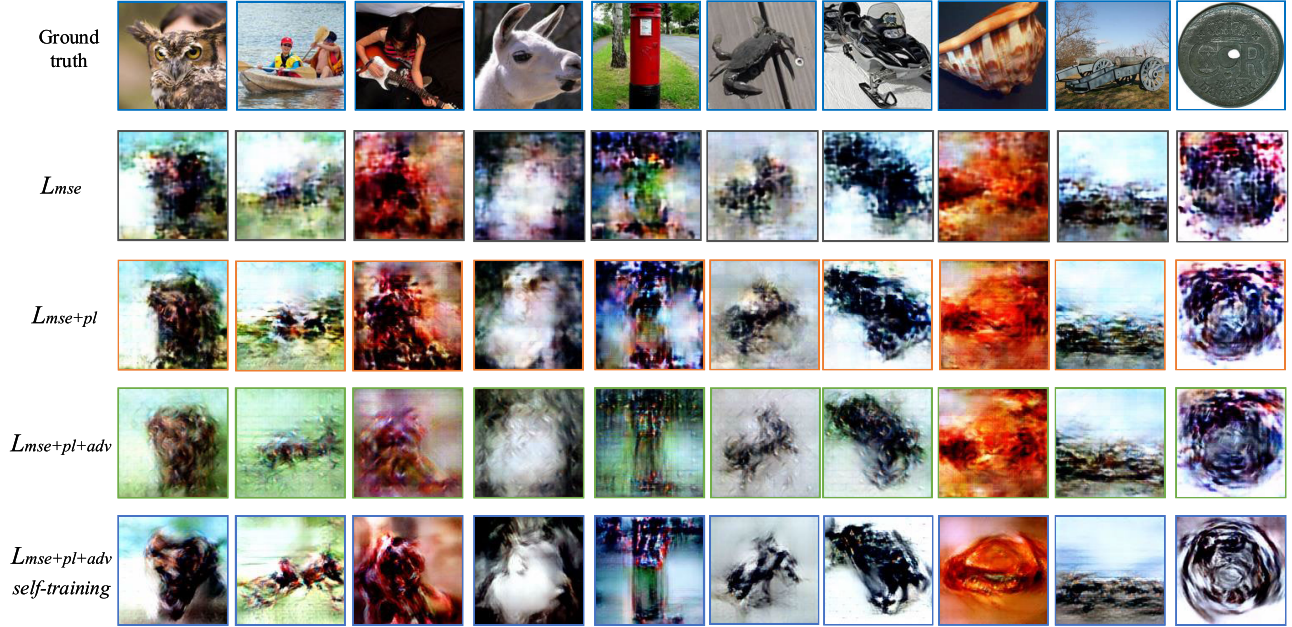 Ground
truth
Lmse
Lmse+pl
Lmse+pl+adv
Lmse+pl+adv
self-training